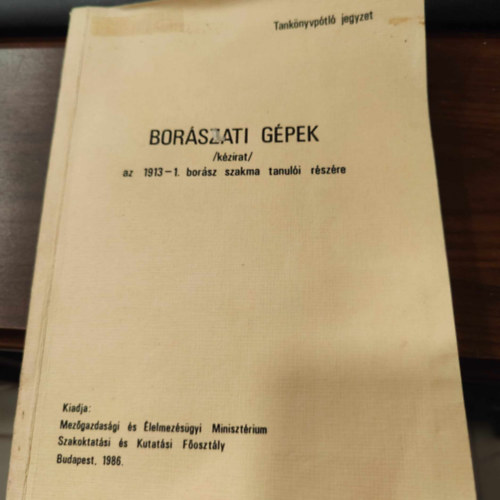 Tankönyvpótló jegyzet
BORÁSZATI GÉPEK
/kézirat/
az 1913-1. borász szakma tanulói részére
Kiadja:
Mezőgazdasági és Élelmezésügyi Minisztérium
Szakoktatási és Kutatási Főosztály
Budapest, 1986.